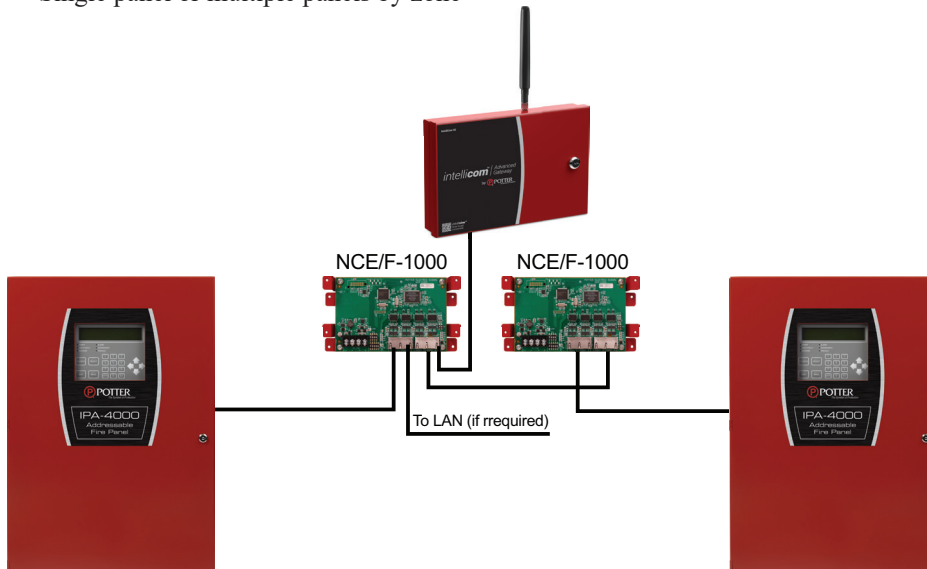 Single panel or multiple panels by zone
intellicom Advanced Gateway
by POTTER
NCE/F-1000
NCE/F-1000
POTTER
IPA-4000
Addressable
Fire Panel
POTTER
IPA-4000
Addressable
Fire Panel
To LAN (if rrequired)